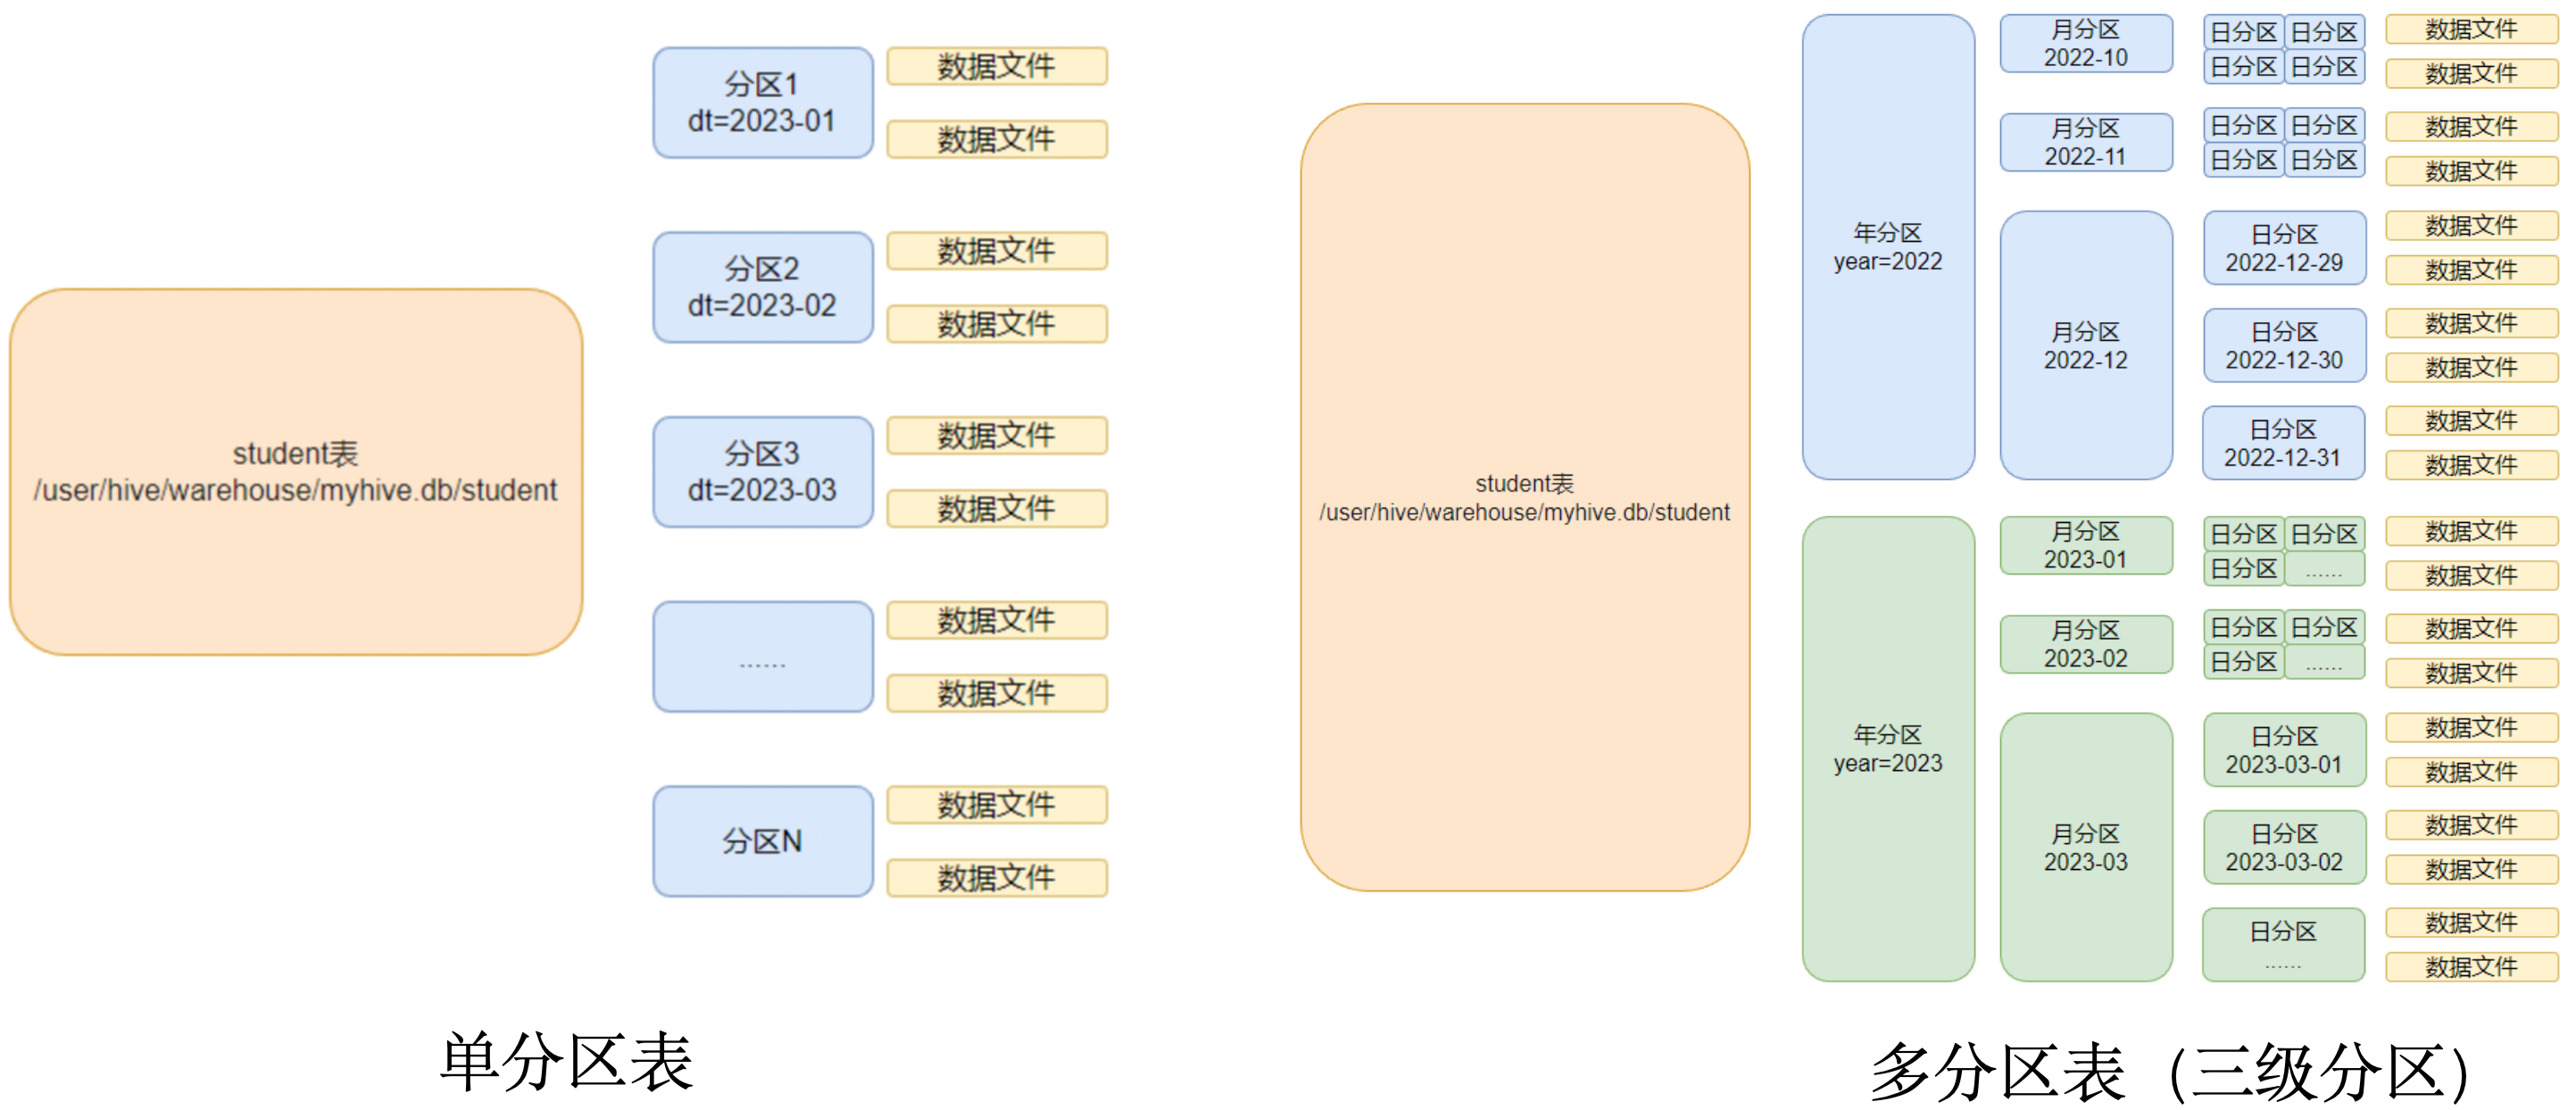 student表
/user/hive/warehouse/myhive.db/student
分区1
dt=2023-01
数据文件
数据文件
分区2
dt=2023-02
数据文件
数据文件
分区3
dt=2023-03
数据文件
数据文件
......
数据文件
数据文件
分区N
数据文件
数据文件
单分区表
student表
/user/hive/warehouse/myhive.db/student
年分区
year=2022
月分区
2022-10
日分区 日分区
日分区 日分区
数据文件
数据文件
月分区
2022-11
日分区 日分区
日分区 日分区
数据文件
数据文件
月分区
2022-12
日分区
2022-12-29
数据文件
数据文件
日分区
2022-12-30
数据文件
数据文件
日分区
2022-12-31
数据文件
数据文件
年分区
year=2023
月分区
2023-01
日分区 日分区
日分区 ......
数据文件
数据文件
月分区
2023-02
日分区 日分区
日分区 ......
数据文件
数据文件
月分区
2023-03
日分区
2023-03-01
数据文件
数据文件
日分区
2023-03-02
数据文件
数据文件
日分区
......
数据文件
数据文件
多分区表（三级分区）